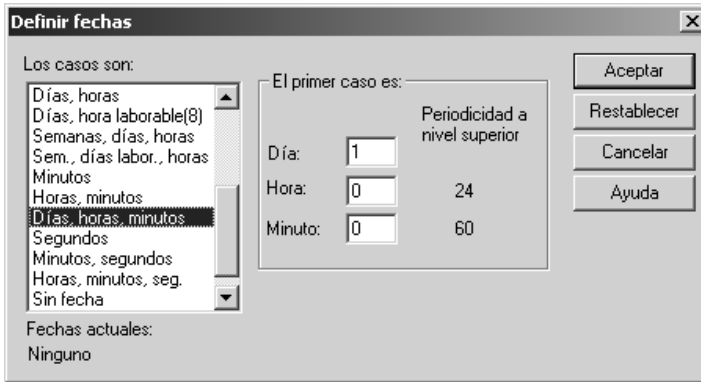 Definir fechas
Los casos son:
Días, horas
Días, hora laborable(8)
Semanas, días, horas
Sem., días labor., horas
Minutos
Horas, minutos
Días, horas, minutos
Segundos
Minutos, segundos
Horas, minutos, seg.
Sin fecha
Fechas actuales:
Ninguno
El primer caso es:
Periodicidad a
nivel superior
Día: 1
Hora: 0 24
Minuto: 0 60
Aceptar
Restablecer
Cancelar
Ayuda